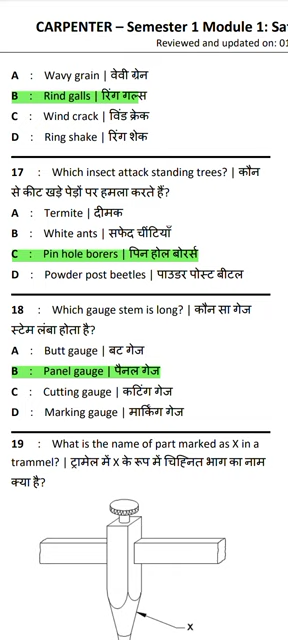 CARPENTER – Semester 1 Module 1: Sa
Reviewed and updated on: 01
A : Wavy grain | वेवी ग्रेन
B : Rind galls | रिंग गल्स
C : Wind crack | विंड क्रेक
D : Ring shake | रिंग शेक
17 : Which insect attack standing trees? | कौन
से कीट खड़े पेड़ों पर हमला करते हैं?
A : Termite | दीमक
B : White ants | सफेद चींटियाँ
C : Pin hole borers | पिन होल बोरर्स
D : Powder post beetles | पाउडर पोस्ट बीटल
18 : Which gauge stem is long? | कौन सा गेज
स्टेम लंबा होता है?
A : Butt gauge | बट गेज
B : Panel gauge | पैनल गेज
C : Cutting gauge | कटिंग गेज
D : Marking gauge | मार्किंग गेज
19 : What is the name of part marked as X in a
trammel? | ट्रामेल में X के रूप में चिह्नित भाग का नाम
क्या है?
X